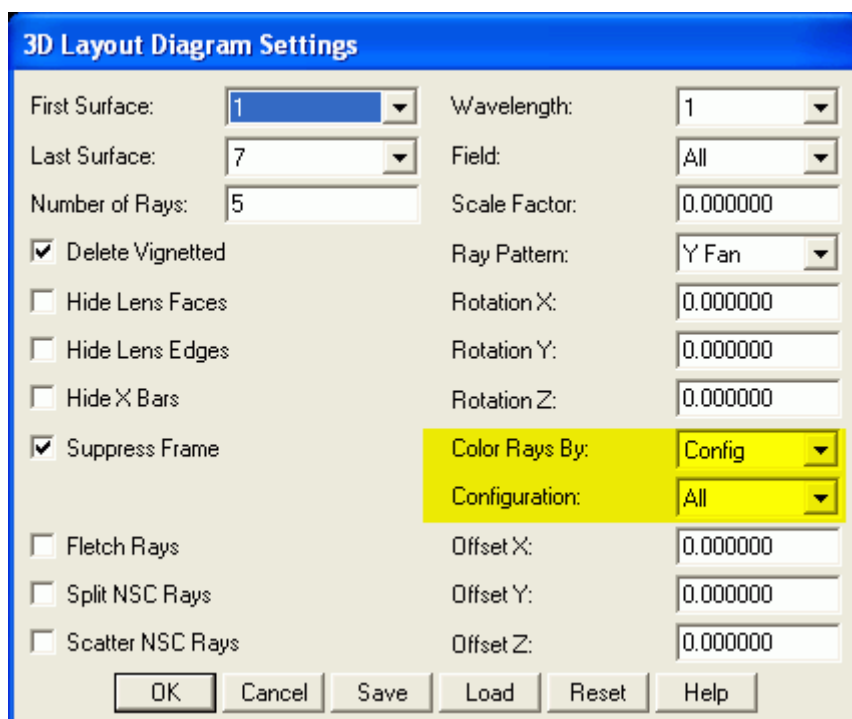 3D Layout Diagram Settings
First Surface: 1 Wavelength: 1
Last Surface: 7 Field: All
Number of Rays: 5 Scale Factor: 0.000000
Delete Vignetted Ray Pattern: Y Fan
Hide Lens Faces Rotation X: 0.000000
Hide Lens Edges Rotation Y: 0.000000
Hide X Bars Rotation Z: 0.000000
Suppress Frame Color Rays By: Config
Configuration: All
Fletch Rays Offset X: 0.000000
Split NSC Rays Offset Y: 0.000000
Scatter NSC Rays Offset Z: 0.000000
OK Cancel Save Load Reset Help